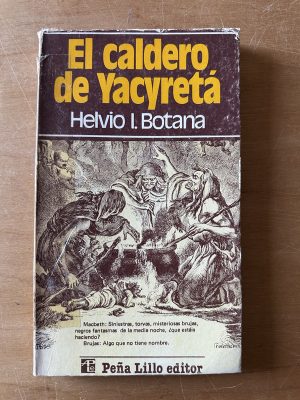 El caldero
de Yacyretá
Helvio I. Botana
Macbeth: Siniestras, torvas, misteriosas brujas,
negros fantasmas de la media noche, ¿que estáis
haciendo?
Brujas: Algo que no tiene nombre.
Peña Lillo editor